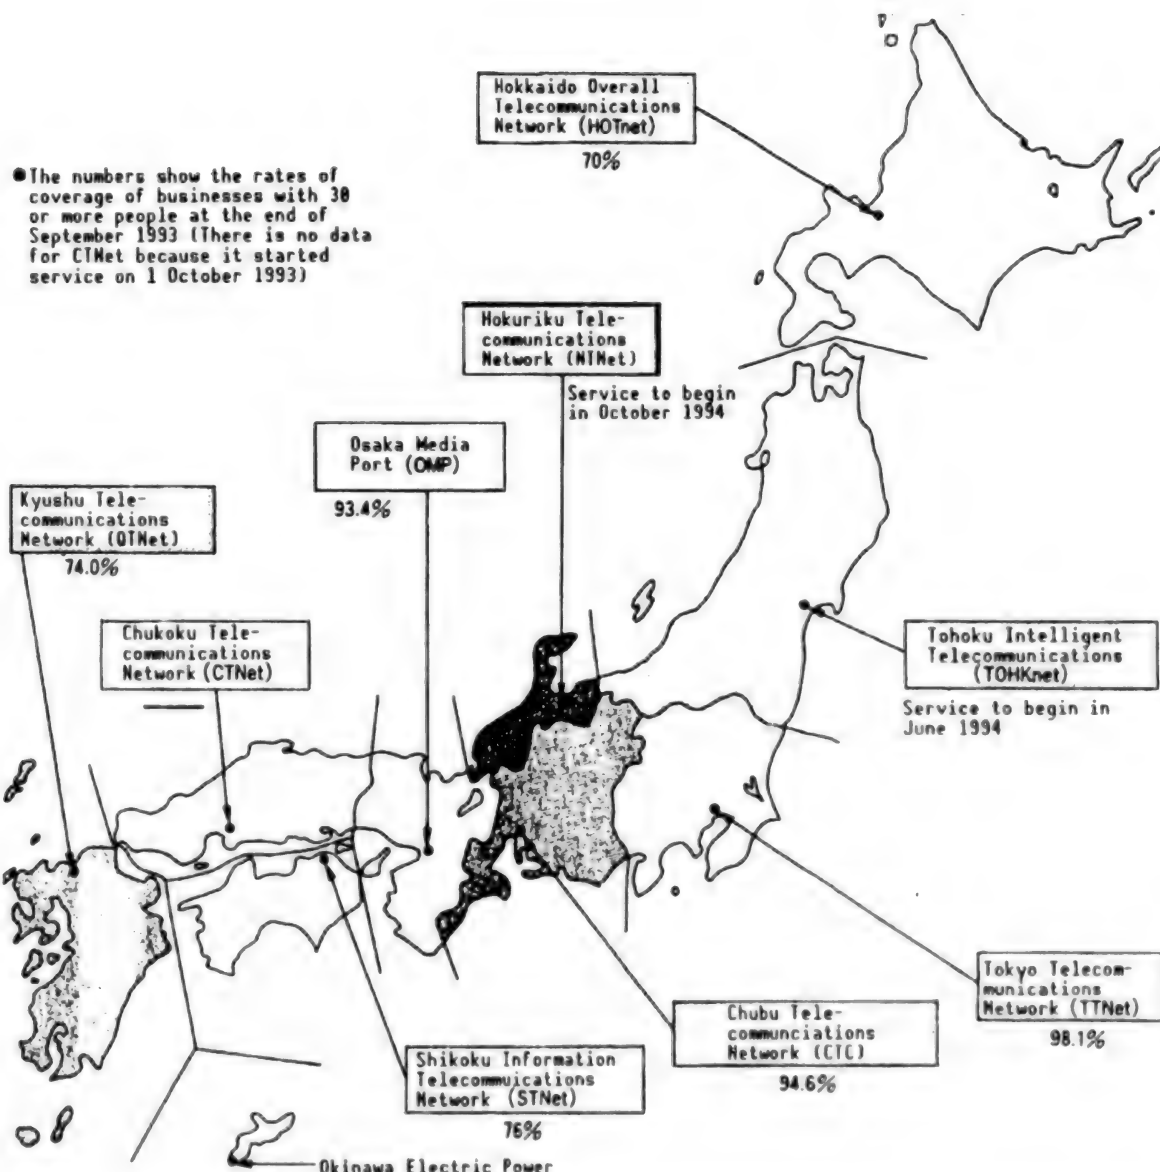 Hokkaido Overall
Telecommunications
Network (HOTnet)
70%
●The numbers show the rates of
coverage of businesses with 30
or more people at the end of
September 1993 (There is no data
for CTNet because it started
service on 1 October 1993)
Hokuriku Tele-
communications
Network (NTNet)
Service to begin
in October 1994
Osaka Media
Port (OMP)
93.4%
Kyushu Tele-
communications
Network (QTNet)
74.0%
Chukoku Tele-
communications
Network (CTNet)
Tohoku Intelligent
Telecommunications
(TOHKnet)
Service to begin in
June 1994
Tokyo Telecom-
munications
Network (TTNet)
98.1%
Chubu Tele-
communciations
Network (CTC)
94.6%
Shikoku Information
Telecommuications
Network (STNet)
76%
Okinawa Electric Power